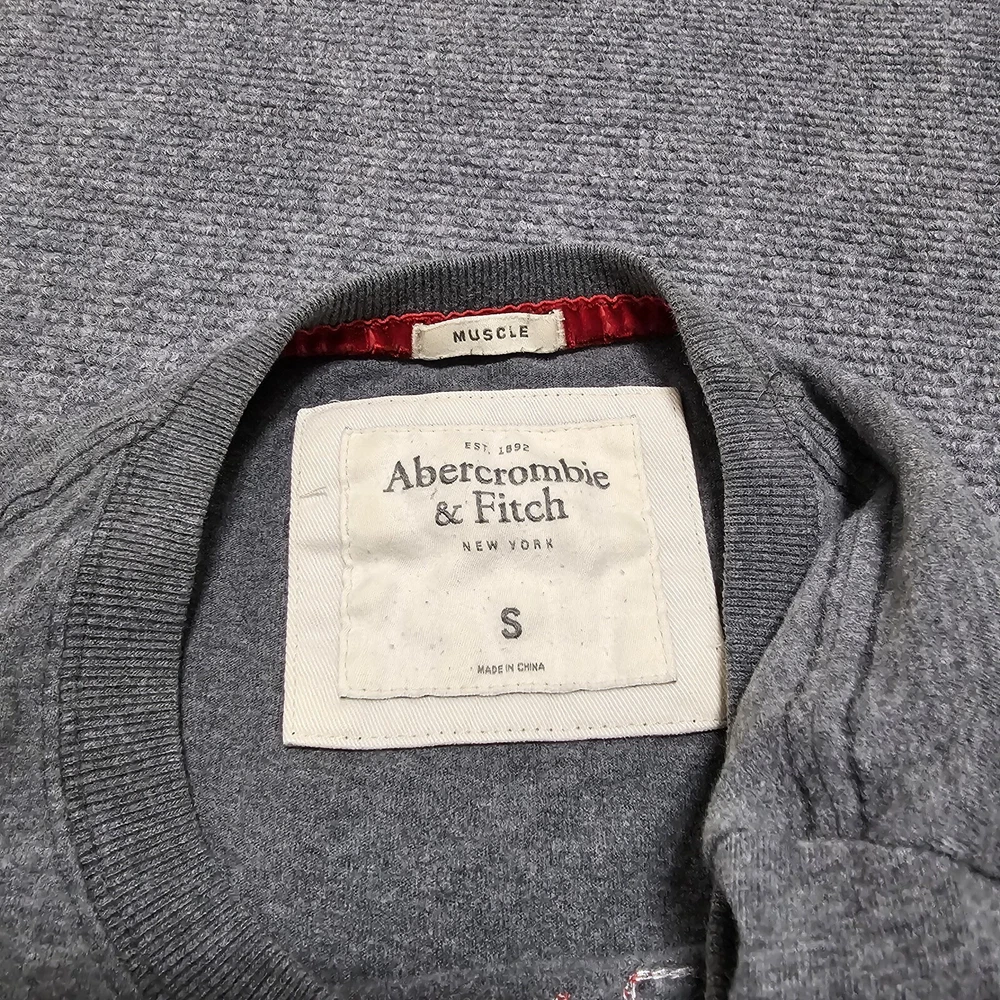 MUSCLE
EST. 1892
Abercrombie
& Fitch
NEW YORK
S
MADE IN CHINA